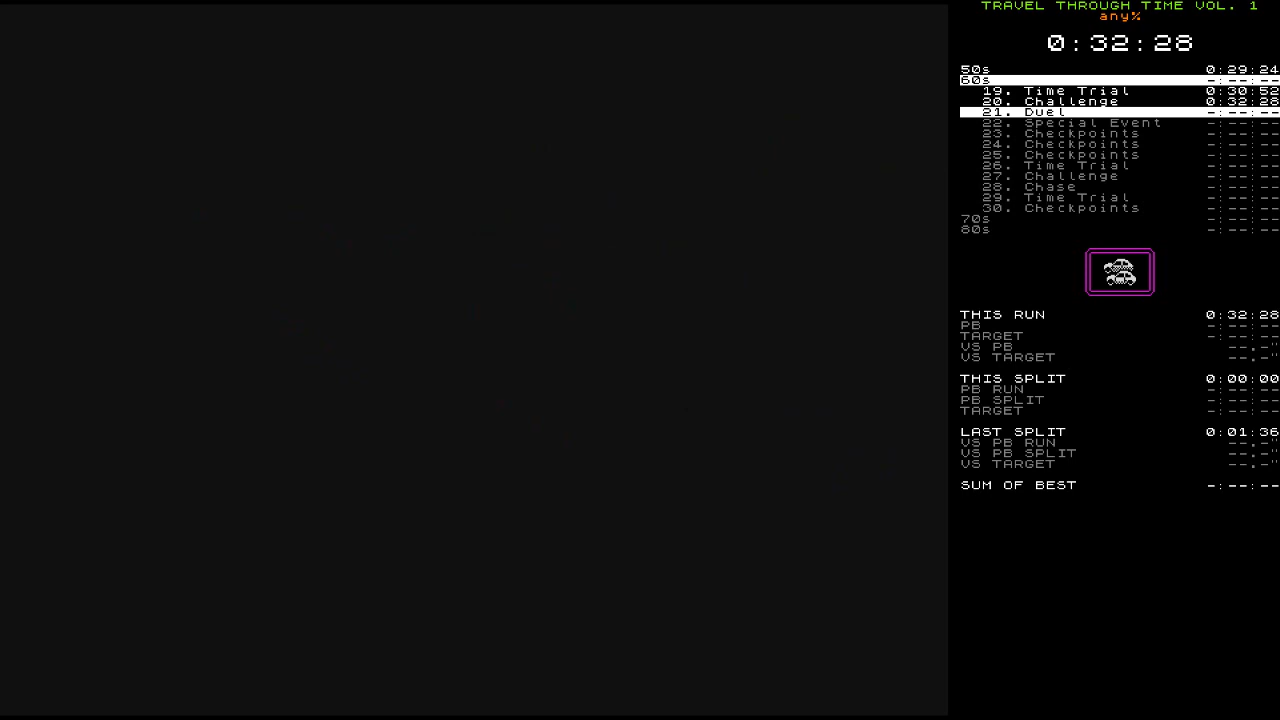 TRAVEL THROUGH TIME VOL. 1
any%
0:32:28
50s 0:29:24
60s -:--:--
19. Time Trial 0:30:52
20. Challenge 0:32:28
21. Duel -:--:--
22. Special Event -:--:--
23. Checkpoints -:--:--
24. Checkpoints -:--:--
25. Checkpoints -:--:--
26. Time Trial -:--:--
27. Challenge -:--:--
28. Chase -:--:--
29. Time Trial -:--:--
30. Checkpoints -:--:--
70s -:--:--
80s -:--:--
THIS RUN 0:32:28
PB -:--:--
TARGET -:--:--
VS PB --.-"
VS TARGET --.-"
THIS SPLIT 0:00:00
PB RUN -:--:--
PB SPLIT -:--:--
TARGET -:--:--
LAST SPLIT 0:01:36
VS PB RUN --.-"
VS PB SPLIT --.-"
VS TARGET --.-"
SUM OF BEST -:--:--